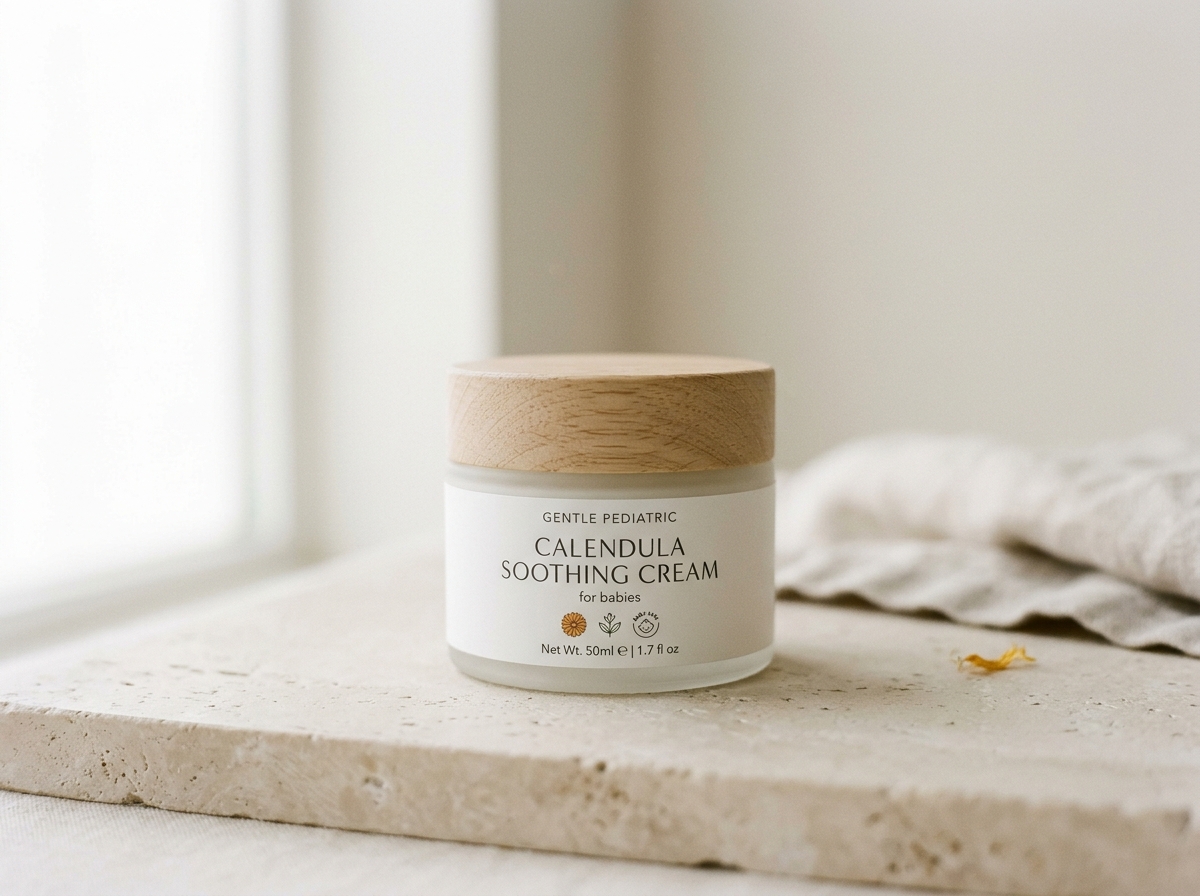 GENTLE PEDIATRIC
CALENDULA
SOOTHING CREAM
for babies
Net Wt. 50ml ℮ | 1.7 fl oz